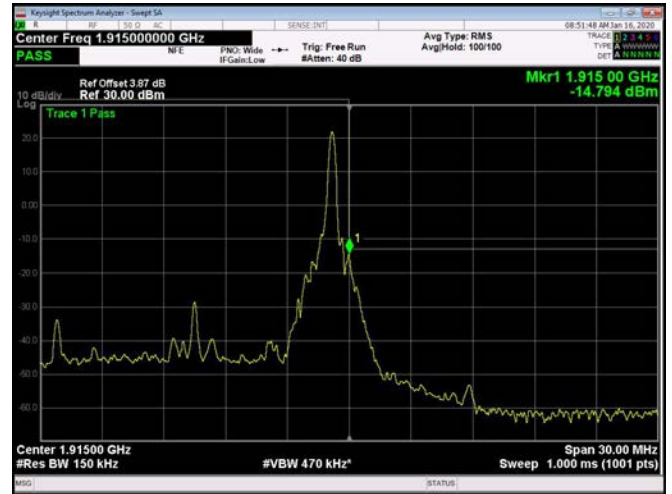 Keysight Spectrum Analyzer - Swept SA
R RF 50 Ω AC SENSE:INT 08:51:48 AM Jan 16, 2020
Center Freq 1.915000000 GHz Avg Type: RMS TRACE 1 2 3 4 5 6
NFE PNO: Wide Trig: Free Run Avg|Hold: 100/100 TYPE A WWWWW
PASS IFGain:Low #Atten: 40 dB DET A NNNNN
Mkr1 1.915 00 GHz
Ref Offset 3.87 dB
10 dB/div Ref 30.00 dBm -14.794 dBm
Log
Trace 1 Pass
20.0
10.0
0.00
1
-10.0
-20.0
-30.0
-40.0
-50.0
-60.0
Center 1.91500 GHz Span 30.00 MHz
#Res BW 150 kHz #VBW 470 kHz* Sweep 1.000 ms (1001 pts)
MSG STATUS